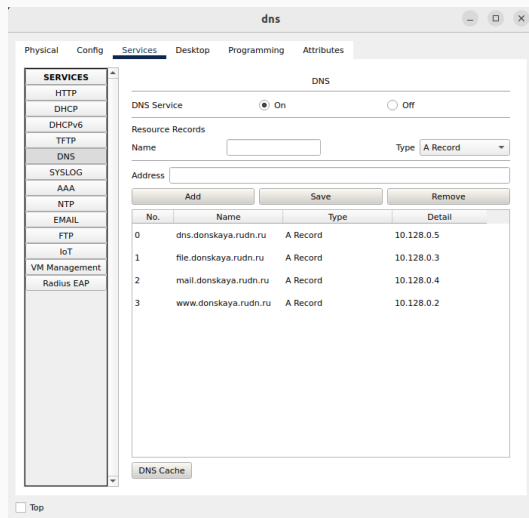 dns
Physical Config Services Desktop Programming Attributes
SERVICES
HTTP
DHCP
DHCPv6
TFTP
DNS
SYSLOG
AAA
NTP
EMAIL
FTP
IoT
VM Management
Radius EAP
DNS
DNS Service On Off
Resource Records
Name Type A Record
Address
Add Save Remove
No. Name Type Detail
0 dns.donskaya.rudn.ru A Record 10.128.0.5
1 file.donskaya.rudn.ru A Record 10.128.0.3
2 mail.donskaya.rudn.ru A Record 10.128.0.4
3 www.donskaya.rudn.ru A Record 10.128.0.2
DNS Cache
Top